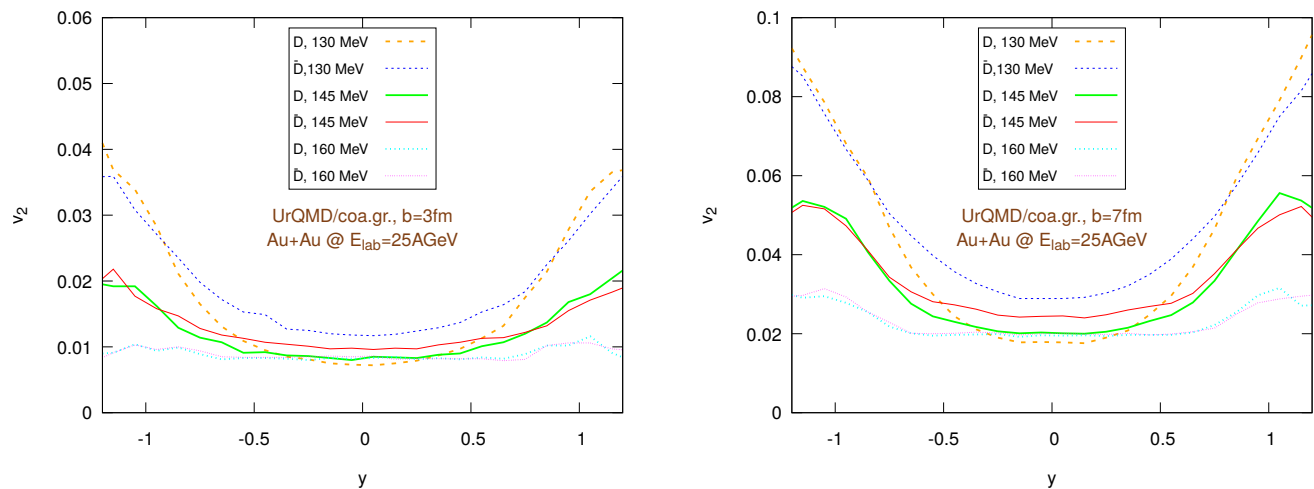 0.06
0.05
0.04
0.03
0.02
0.01
0
v₂
D, 130 MeV
D̄,130 MeV
D, 145 MeV
D̄, 145 MeV
D, 160 MeV
D̄, 160 MeV
UrQMD/coa.gr., b=3fm
Au+Au @ E_lab=25AGeV
-1
-0.5
0
0.5
1
y
0.1
0.08
0.06
0.04
0.02
0
v₂
D, 130 MeV
D̄,130 MeV
D, 145 MeV
D̄, 145 MeV
D, 160 MeV
D̄, 160 MeV
UrQMD/coa.gr., b=7fm
Au+Au @ E_lab=25AGeV
-1
-0.5
0
0.5
1
y